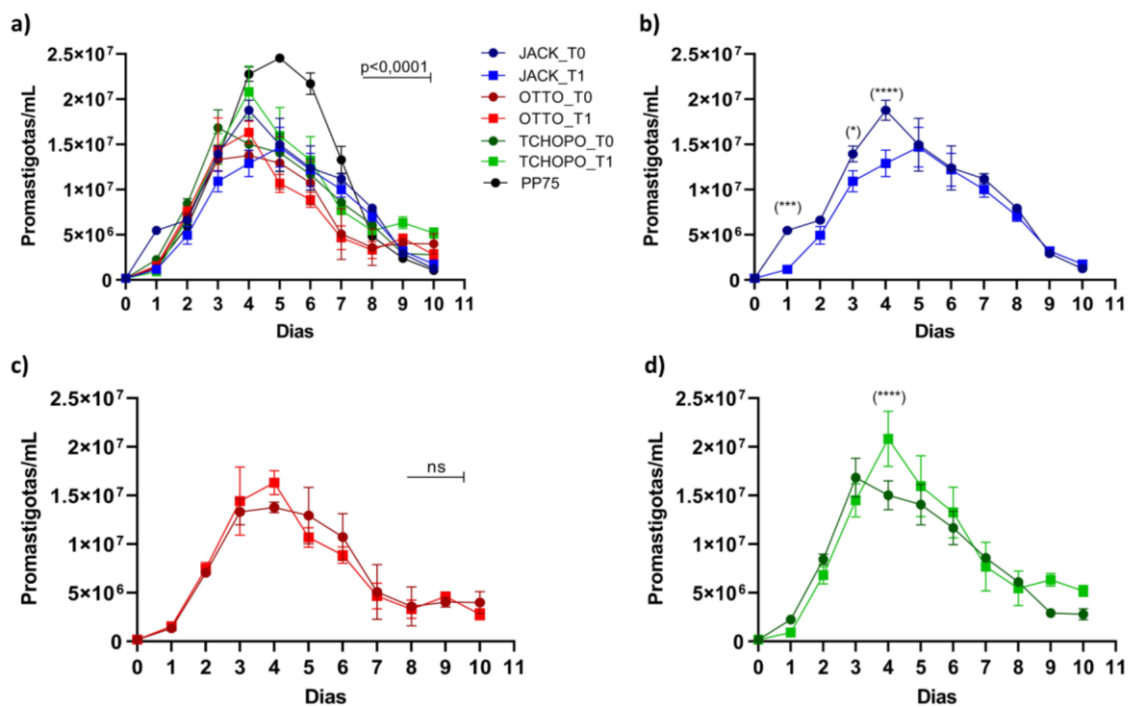 a)
2.5×10⁷
2×10⁷
1.5×10⁷
1×10⁷
5×10⁶
0
Promastigotas/mL
0 1 2 3 4 5 6 7 8 9 10 11
Dias
p<0,0001
JACK_T0
JACK_T1
OTTO_T0
OTTO_T1
TCHOPO_T0
TCHOPO_T1
PP75
b)
2.5×10⁷
2×10⁷
1.5×10⁷
1×10⁷
5×10⁶
0
Promastigotas/mL
(***)
(*)
(****)
0 1 2 3 4 5 6 7 8 9 10 11
Dias
c)
2.5×10⁷
2×10⁷
1.5×10⁷
1×10⁷
5×10⁶
0
Promastigotas/mL
ns
0 1 2 3 4 5 6 7 8 9 10 11
Dias
d)
2.5×10⁷
2×10⁷
1.5×10⁷
1×10⁷
5×10⁶
0
Promastigotas/mL
(****)
0 1 2 3 4 5 6 7 8 9 10 11
Dias